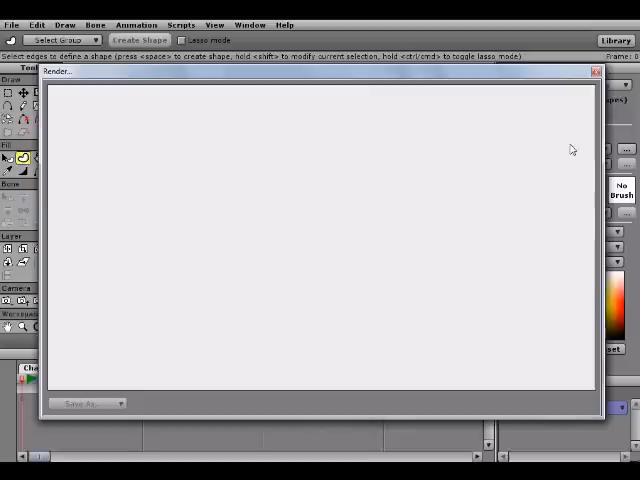 File Edit Draw Bone Animation Scripts View Window Help
Select Group Create Shape Lasso mode Library
Select edges to define a shape (press <space> to create shape, hold <shift> to modify current selection, hold <ctrl/cmd> to toggle lasso mode) Frame: 0
Render...
Draw
Fill
Bone
No
Brush
Layer
Camera
Save As...